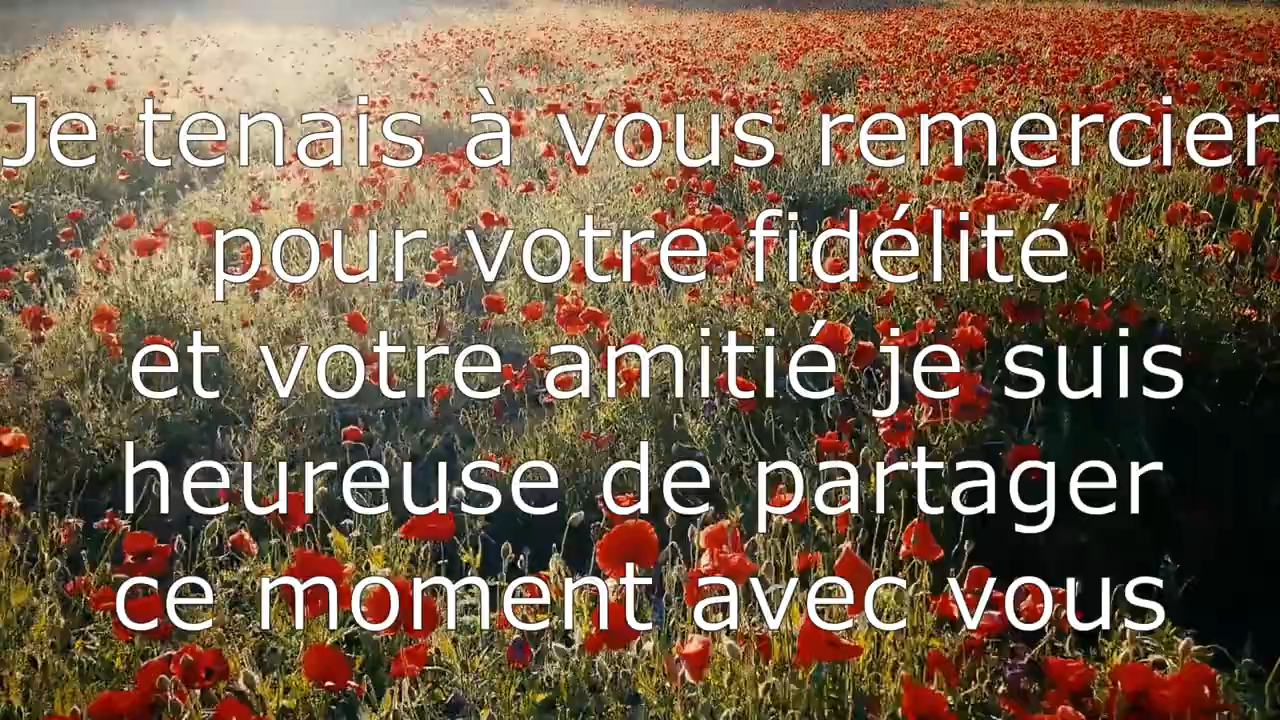 Je tenais à vous remercier
pour votre fidélité
et votre amitié je suis
heureuse de partager
ce moment avec vous